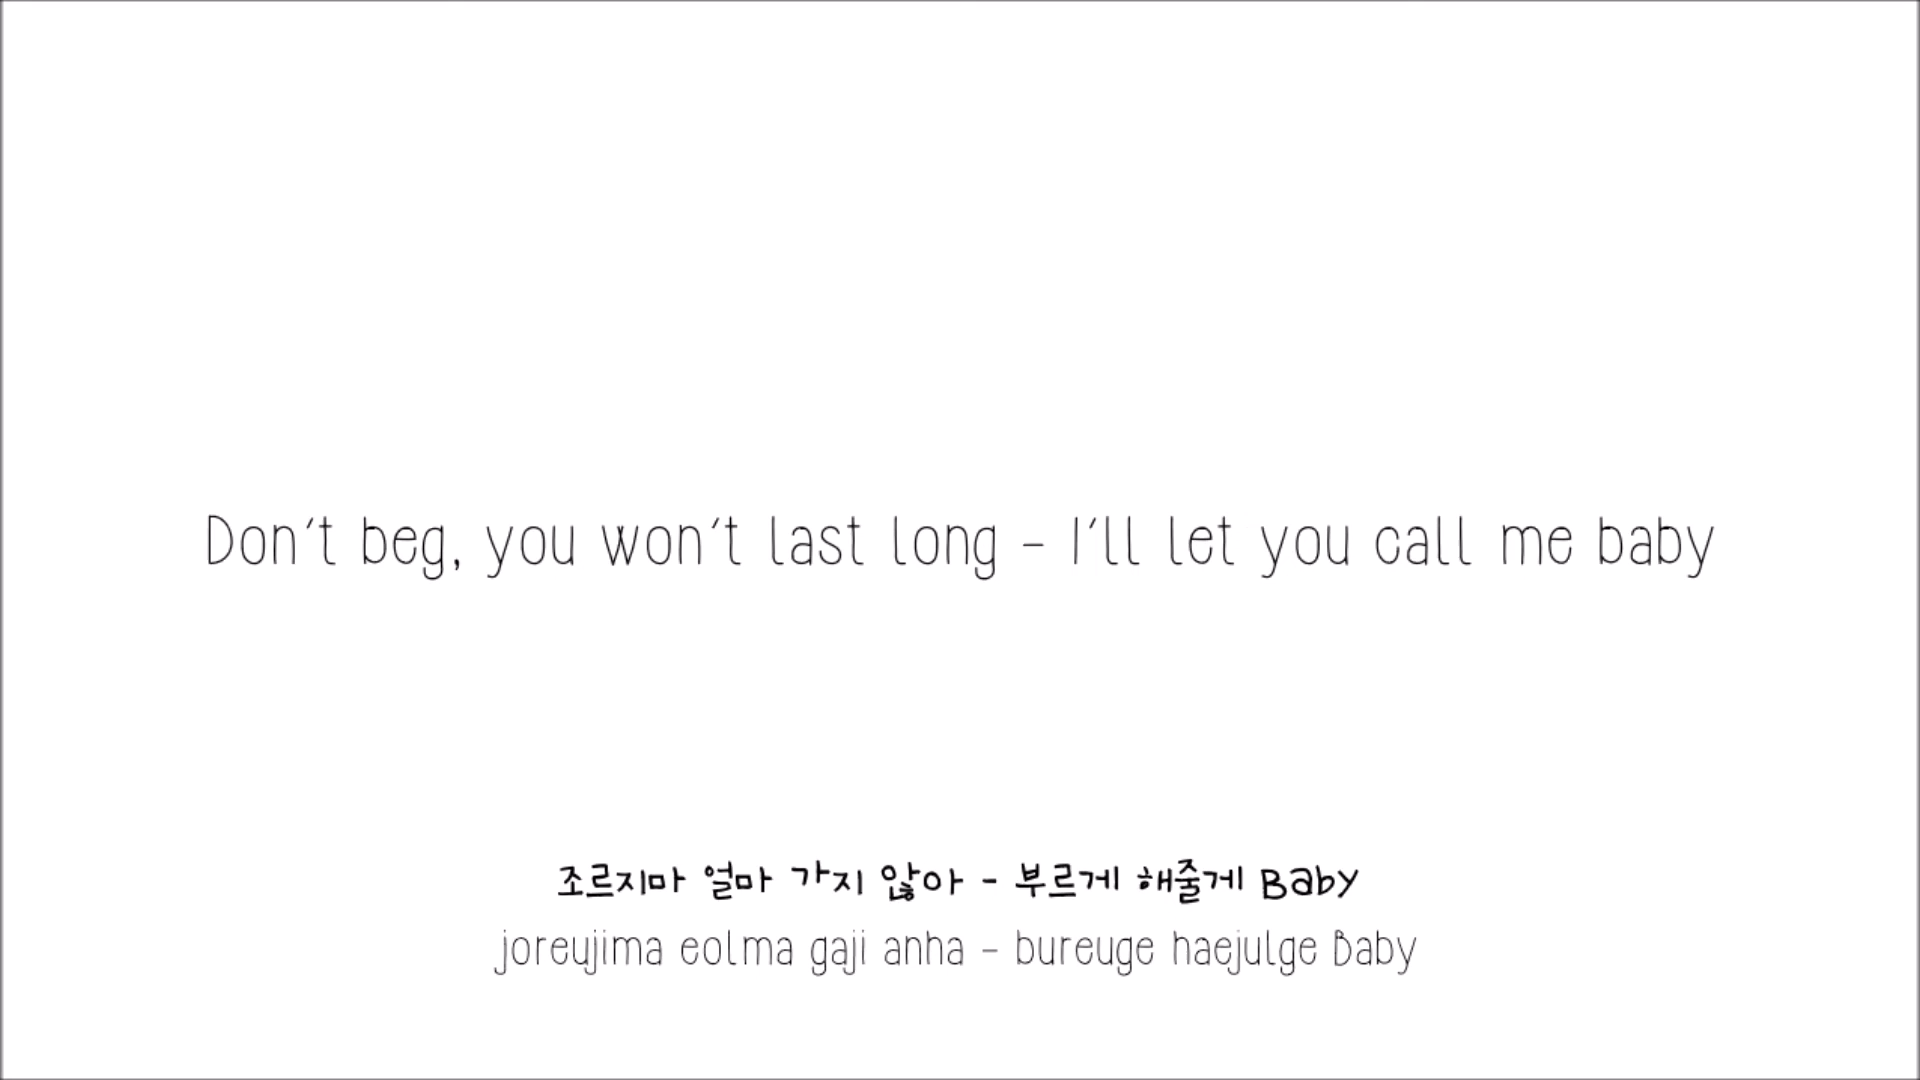 Don't beg, you won't last long - I'll let you call me baby
조르지마 얼마 가지 않아 - 부르게 해줄게 Baby
joreujima eolma gaji anha - bureuge haejulge Baby